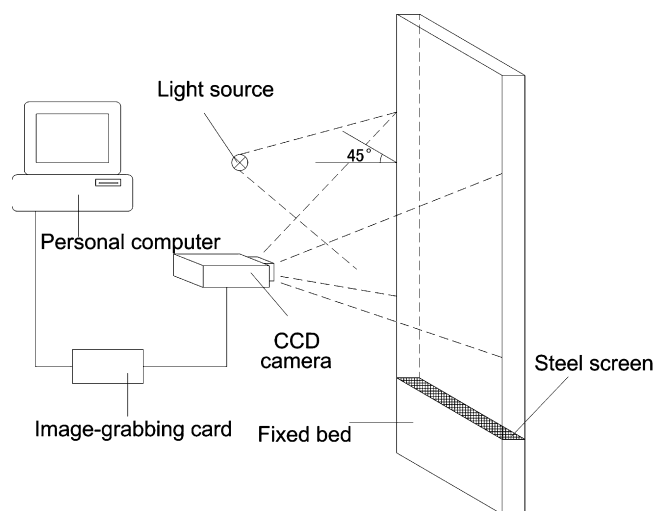 Light source
45°
Personal computer
CCD
camera
Steel screen
Image-grabbing card
Fixed bed